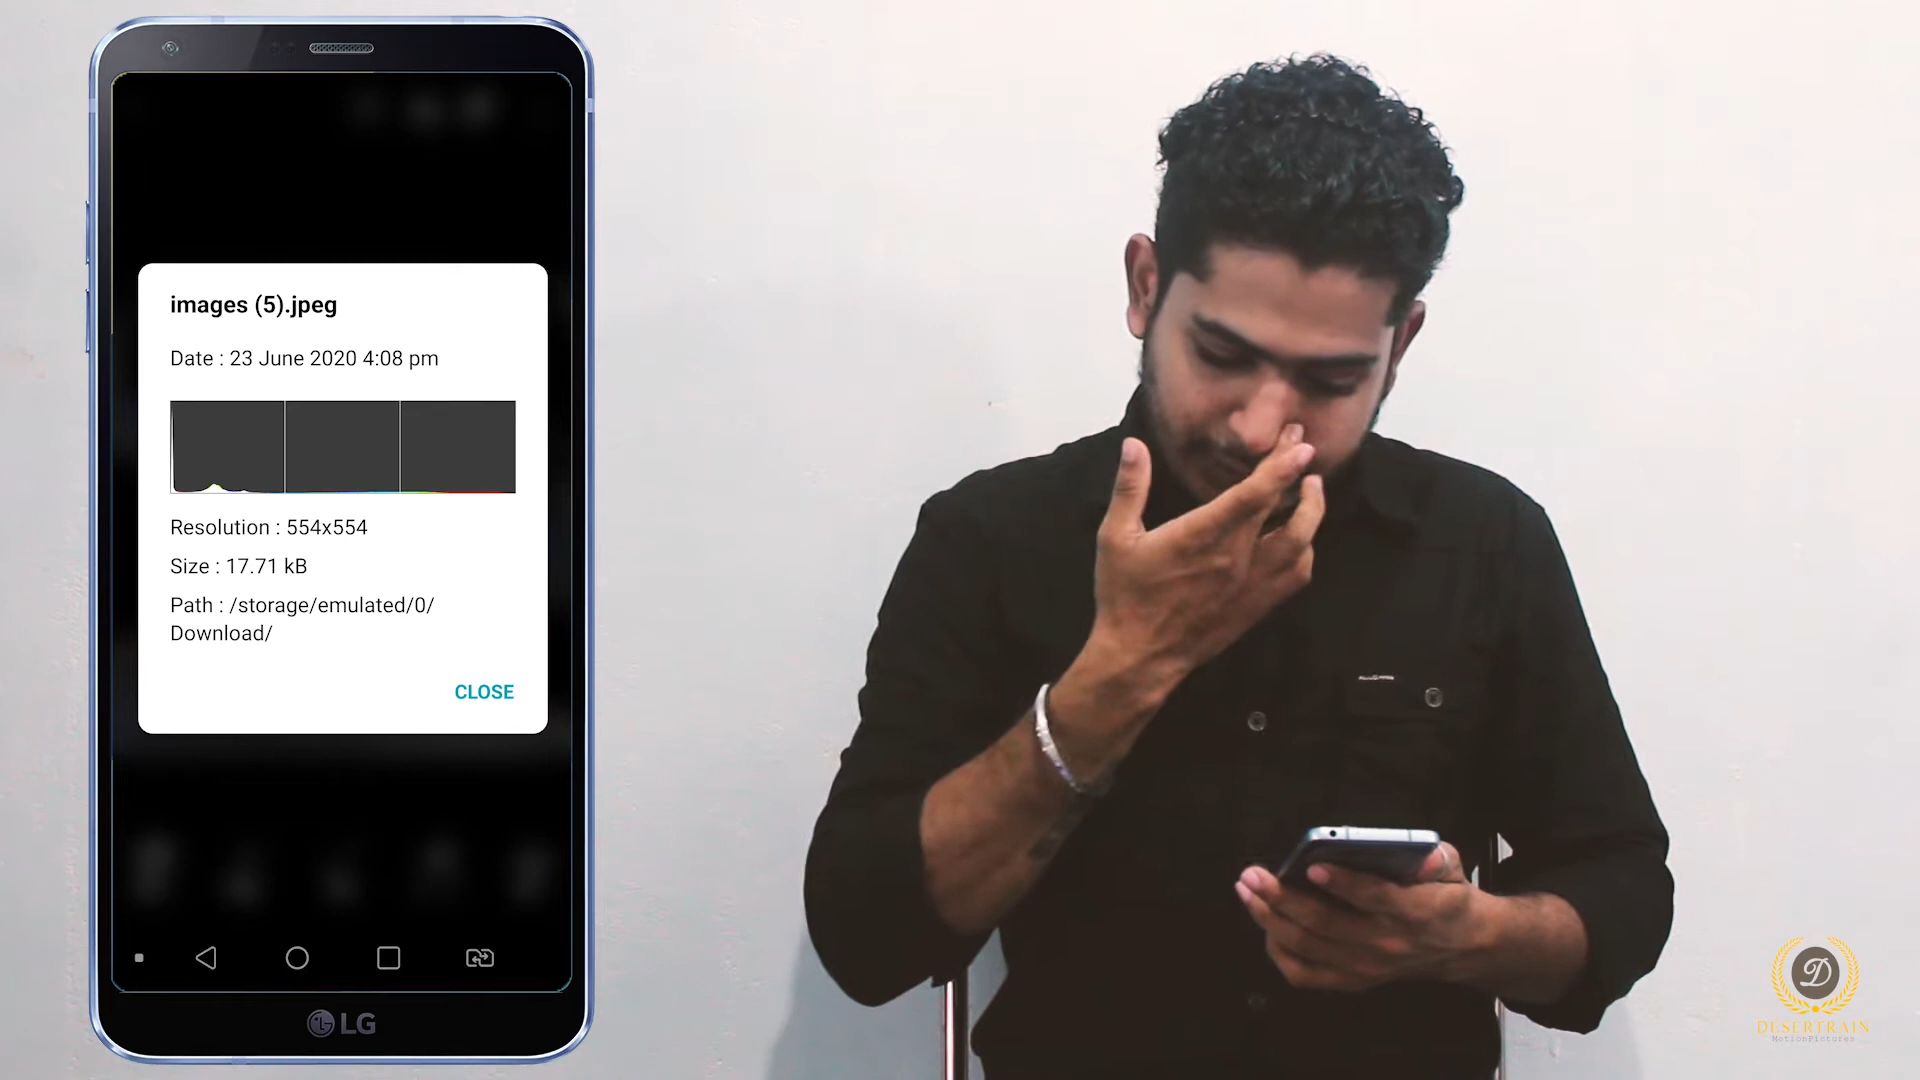 images (5).jpeg
Date : 23 June 2020 4:08 pm
Resolution : 554x554
Size : 17.71 kB
Path : /storage/emulated/0/
Download/
CLOSE
LG
D
DESERTRAIN
MotionPictures